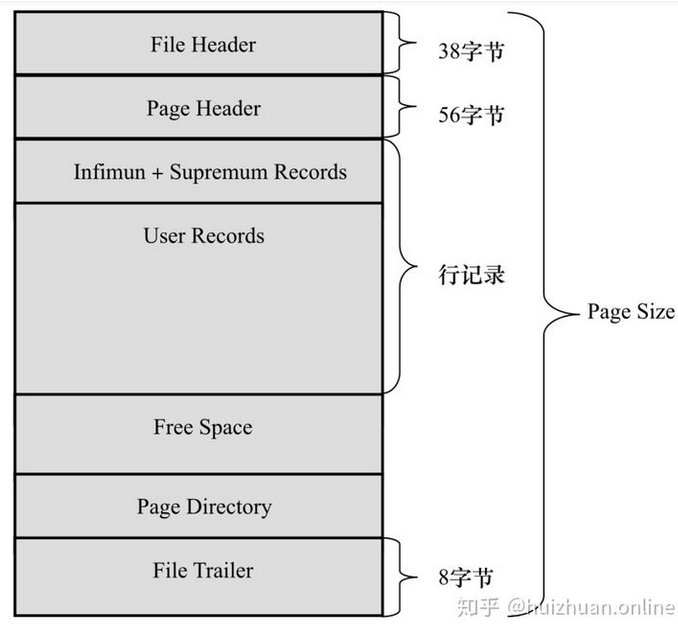 File Header
38字节
Page Header
56字节
Infimun + Supremum Records
User Records
行记录
Page Size
Free Space
Page Directory
File Trailer
8字节
知乎 @huizhuan.online